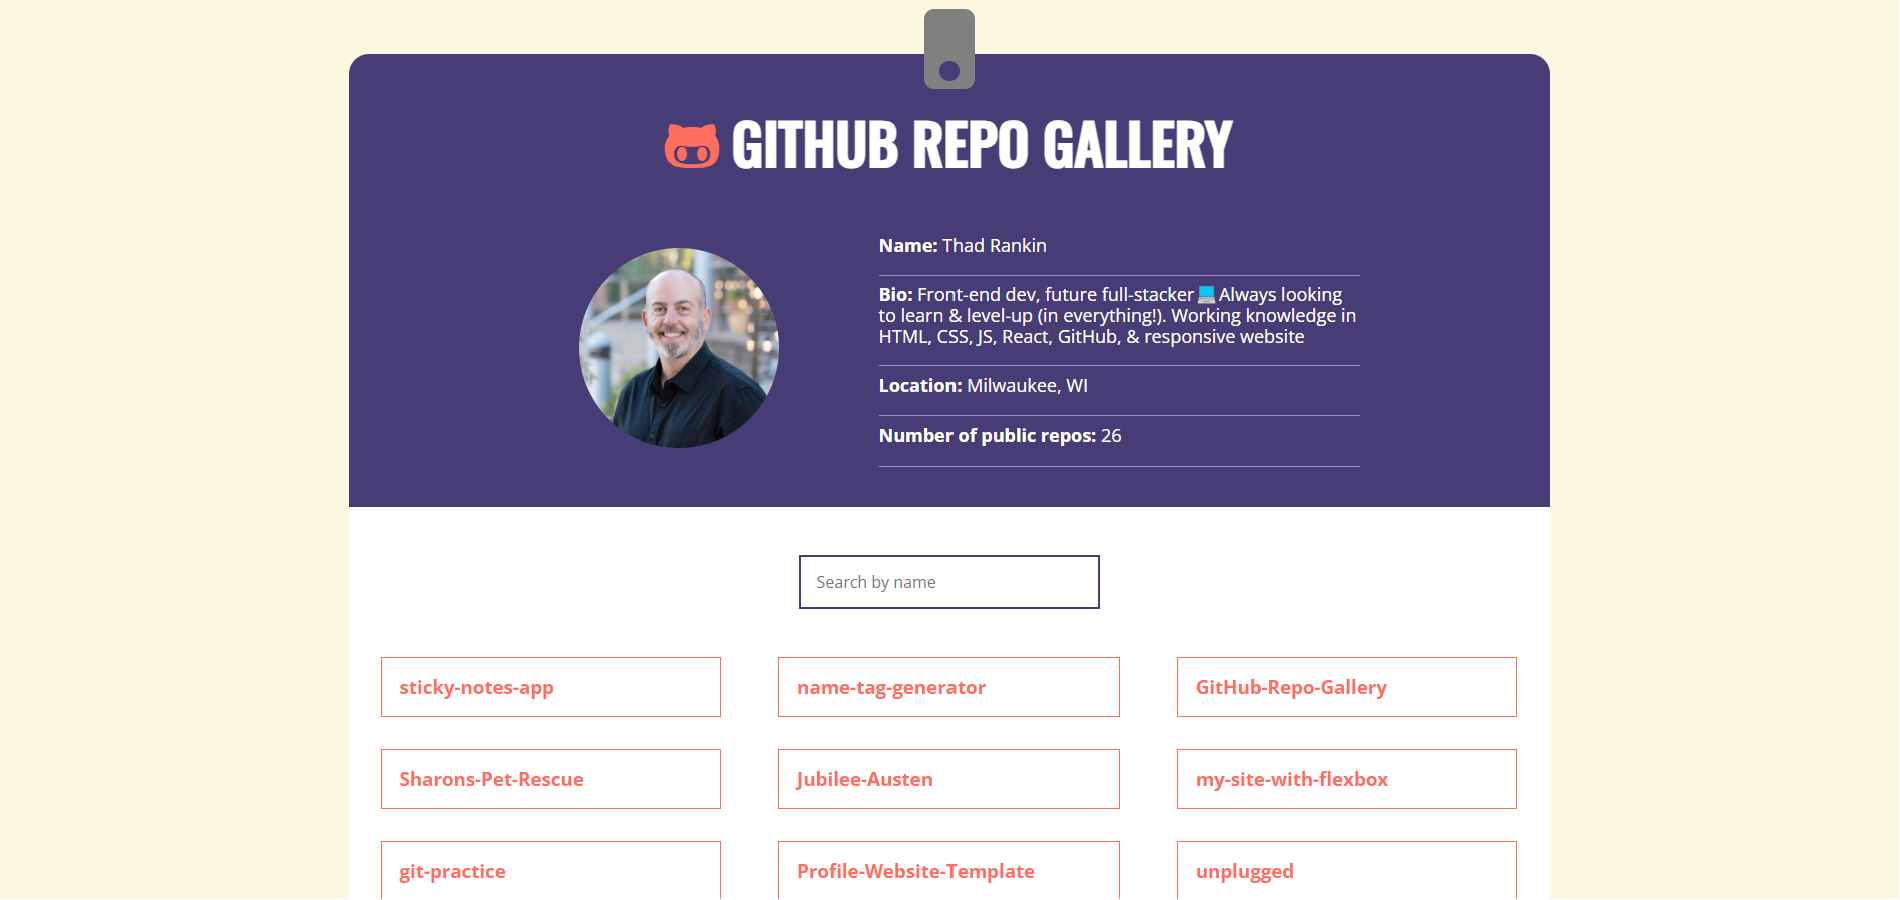 GITHUB REPO GALLERY
Name: Thad Rankin
Bio: Front-end dev, future full-stacker 💻 Always looking
to learn & level-up (in everything!). Working knowledge in
HTML, CSS, JS, React, GitHub, & responsive website
Location: Milwaukee, WI
Number of public repos: 26
Search by name
sticky-notes-app
name-tag-generator
GitHub-Repo-Gallery
Sharons-Pet-Rescue
Jubilee-Austen
my-site-with-flexbox
git-practice
Profile-Website-Template
unplugged